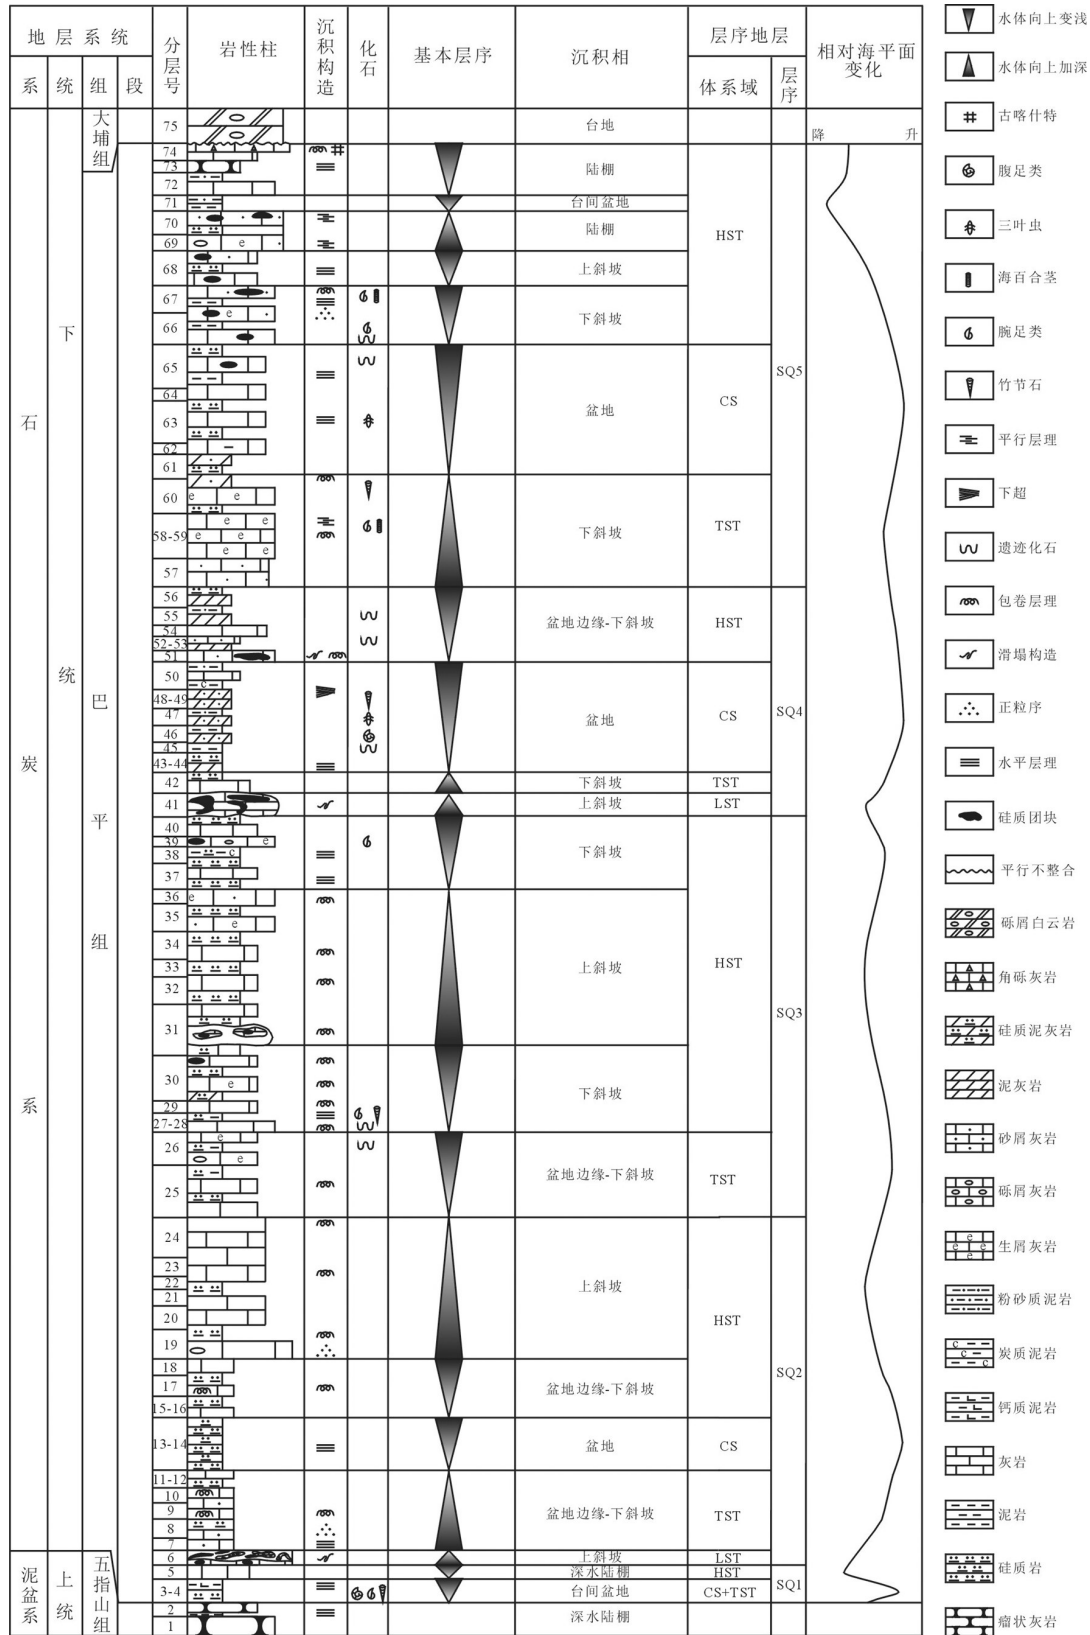 地层系统
系
统
组
段
分层号
岩性柱
沉积构造
化石
基本层序
沉积相
层序地层
体系域
层序
相对海平面变化
降
升
石
炭
系
下
统
大埔组
巴
平
组
泥盆系
上统
五指山组
75
台地
74
73
72
陆棚
71
台间盆地
70
69
陆棚
HST
68
上斜坡
67
66
下斜坡
65
64
63
62
61
盆地
CS
SQ5
60
58-59
57
下斜坡
TST
56
55
54
52-53
51
盆地边缘-下斜坡
HST
50
48-49
47
46
45
43-44
盆地
CS
SQ4
42
下斜坡
TST
41
上斜坡
LST
40
39
38
37
下斜坡
36
35
34
33
32
31
上斜坡
HST
SQ3
30
29
27-28
下斜坡
26
25
盆地边缘-下斜坡
TST
24
23
22
21
20
19
上斜坡
HST
18
17
15-16
盆地边缘-下斜坡
SQ2
13-14
盆地
CS
11-12
10
9
8
7
盆地边缘-下斜坡
TST
6
上斜坡
LST
5
深水陆棚
HST
3-4
台间盆地
CS+TST
SQ1
2
1
深水陆棚
水体向上变浅
水体向上加深
古喀什特
腹足类
三叶虫
海百合茎
腕足类
竹节石
平行层理
下超
遗迹化石
包卷层理
滑塌构造
正粒序
水平层理
硅质团块
平行不整合
砾屑白云岩
角砾灰岩
硅质泥灰岩
泥灰岩
砂屑灰岩
砾屑灰岩
生屑灰岩
粉砂质泥岩
炭质泥岩
钙质泥岩
灰岩
泥岩
硅质岩
瘤状灰岩